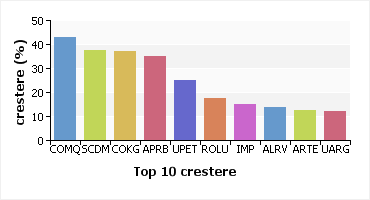 crestere (%)
50
40
30
20
10
0
COMQ SCDM COKG APRB UPET ROLU IMP ALRV ARTE UARG
Top 10 crestere